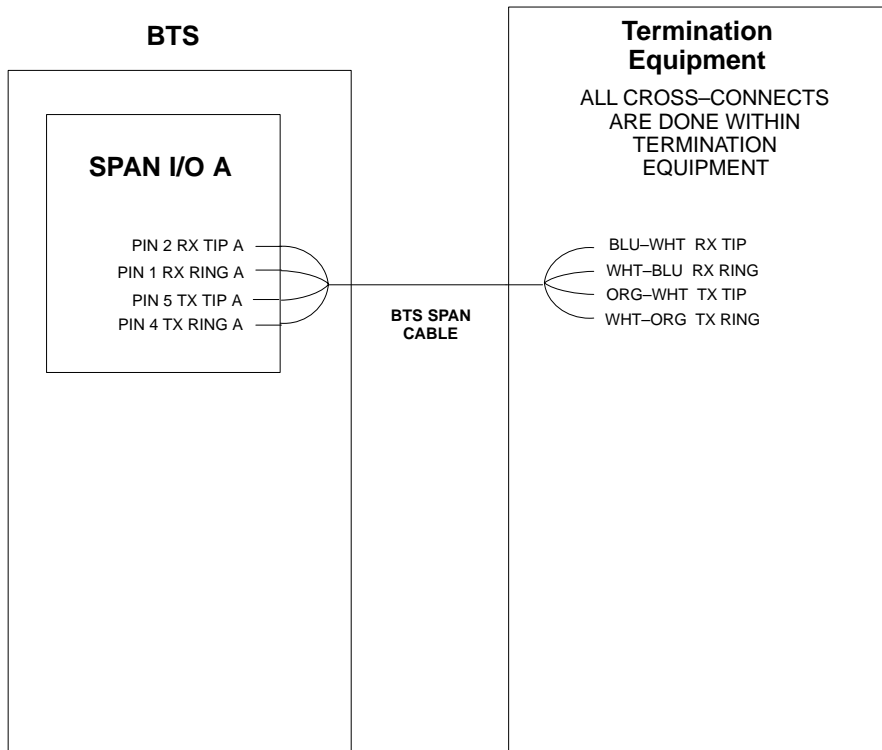 BTS
Termination
Equipment
ALL CROSS–CONNECTS
ARE DONE WITHIN
TERMINATION
EQUIPMENT
SPAN I/O A
PIN 2 RX TIP A
PIN 1 RX RING A
PIN 5 TX TIP A
PIN 4 TX RING A
BTS SPAN
CABLE
BLU–WHT RX TIP
WHT–BLU RX RING
ORG–WHT TX TIP
WHT–ORG TX RING